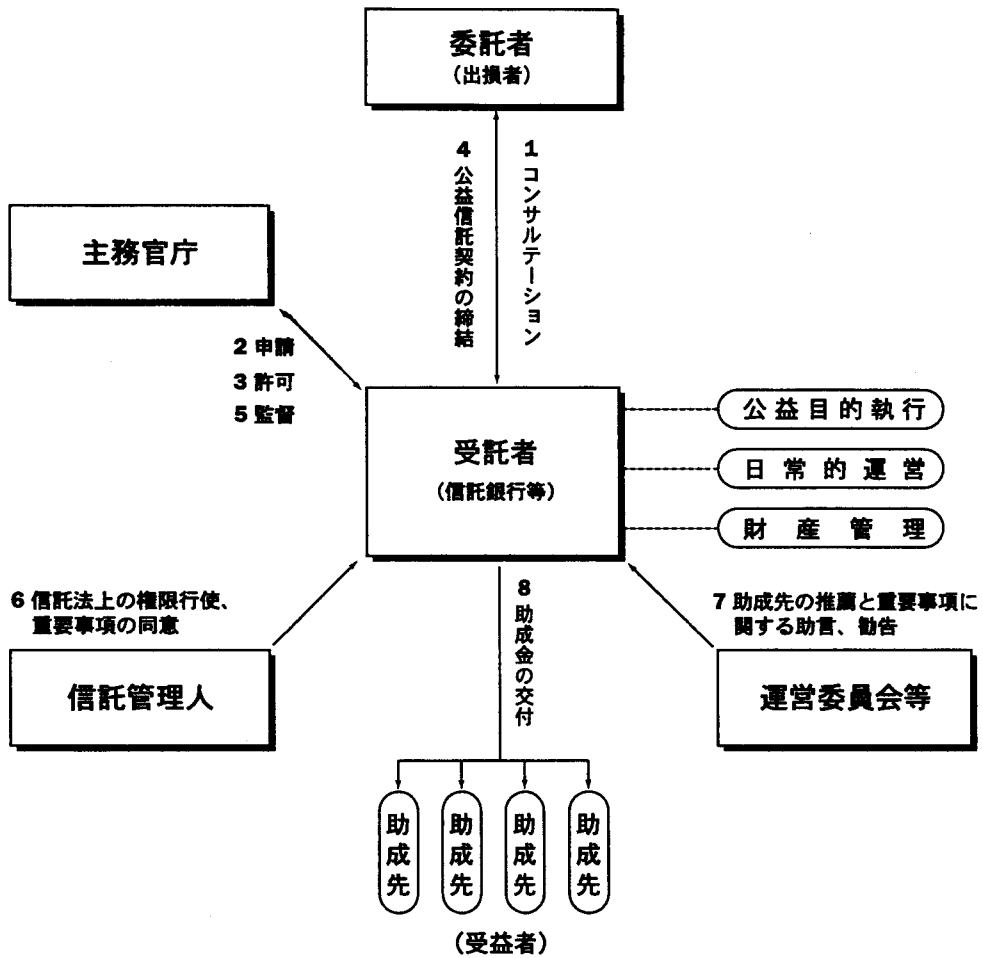 委託者
（出損者）
4 公益信託契約の締結
1 コンサルテーション
主務官庁
2 申請
3 許可
5 監督
受託者
（信託銀行等）
公益目的執行
日常的運営
財産管理
6 信託法上の権限行使、
重要事項の同意
信託管理人
8 助成金の交付
7 助成先の推薦と重要事項に
関する助言、勧告
運営委員会等
助成先
助成先
助成先
助成先
（受益者）